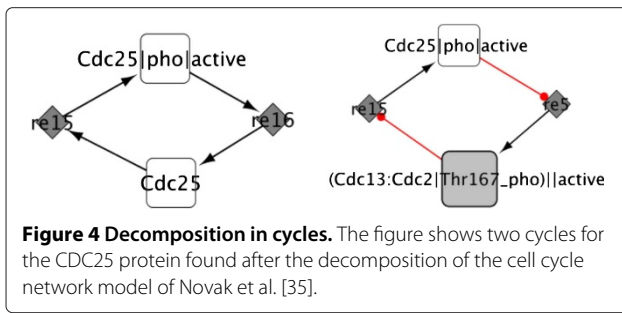 Cdc25|pho|active
re15
re16
Cdc25
Cdc25|pho|active
re15
re5
(Cdc13:Cdc2|Thr167_pho)||active
Figure 4 Decomposition in cycles. The figure shows two cycles for
the CDC25 protein found after the decomposition of the cell cycle
network model of Novak et al. [35].